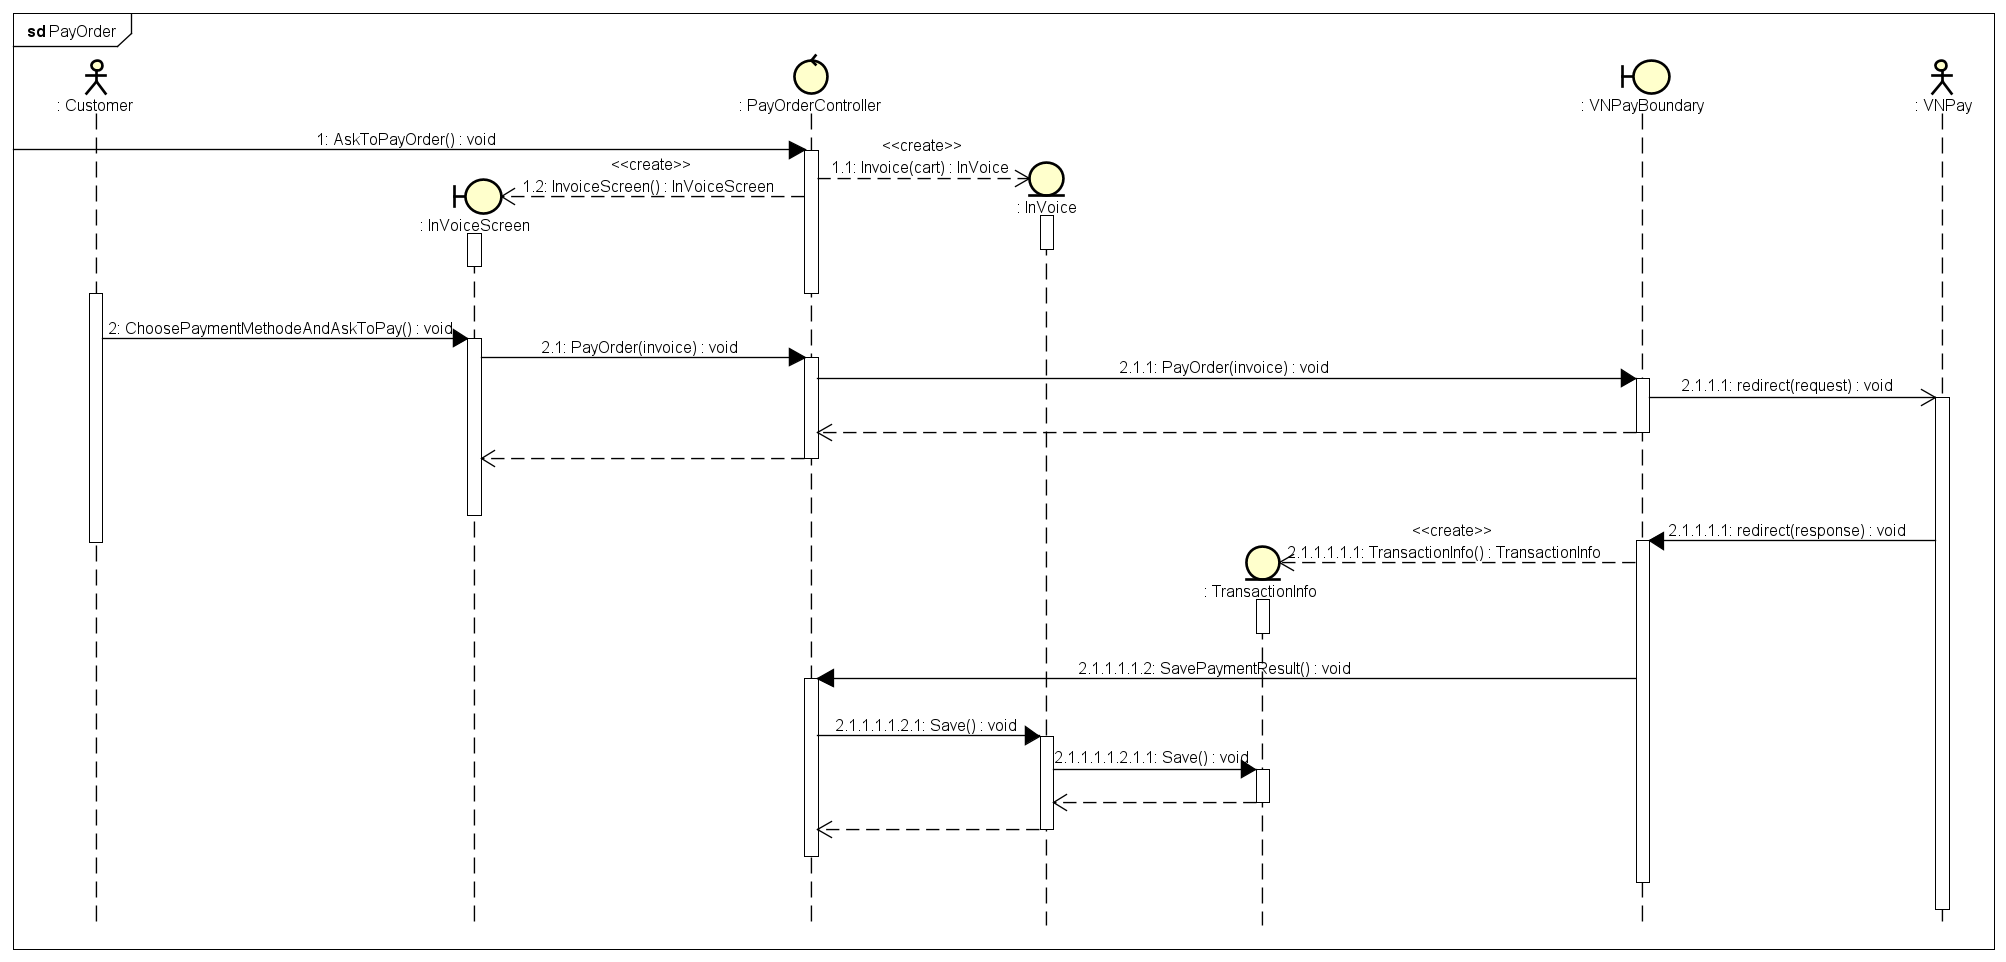 sd PayOrder
: Customer
: PayOrderController
: VNPayBoundary
: VNPay
1: AskToPayOrder() : void
<<create>>
1.1: Invoice(cart) : InVoice
<<create>>
1.2: InvoiceScreen() : InVoiceScreen
: InVoice
: InVoiceScreen
2: ChoosePaymentMethodeAndAskToPay() : void
2.1: PayOrder(invoice) : void
2.1.1: PayOrder(invoice) : void
2.1.1.1: redirect(request) : void
2.1.1.1.1: redirect(response) : void
<<create>>
2.1.1.1.1.1: TransactionInfo() : TransactionInfo
: TransactionInfo
2.1.1.1.1.2: SavePaymentResult() : void
2.1.1.1.1.2.1: Save() : void
2.1.1.1.1.2.1.1: Save() : void